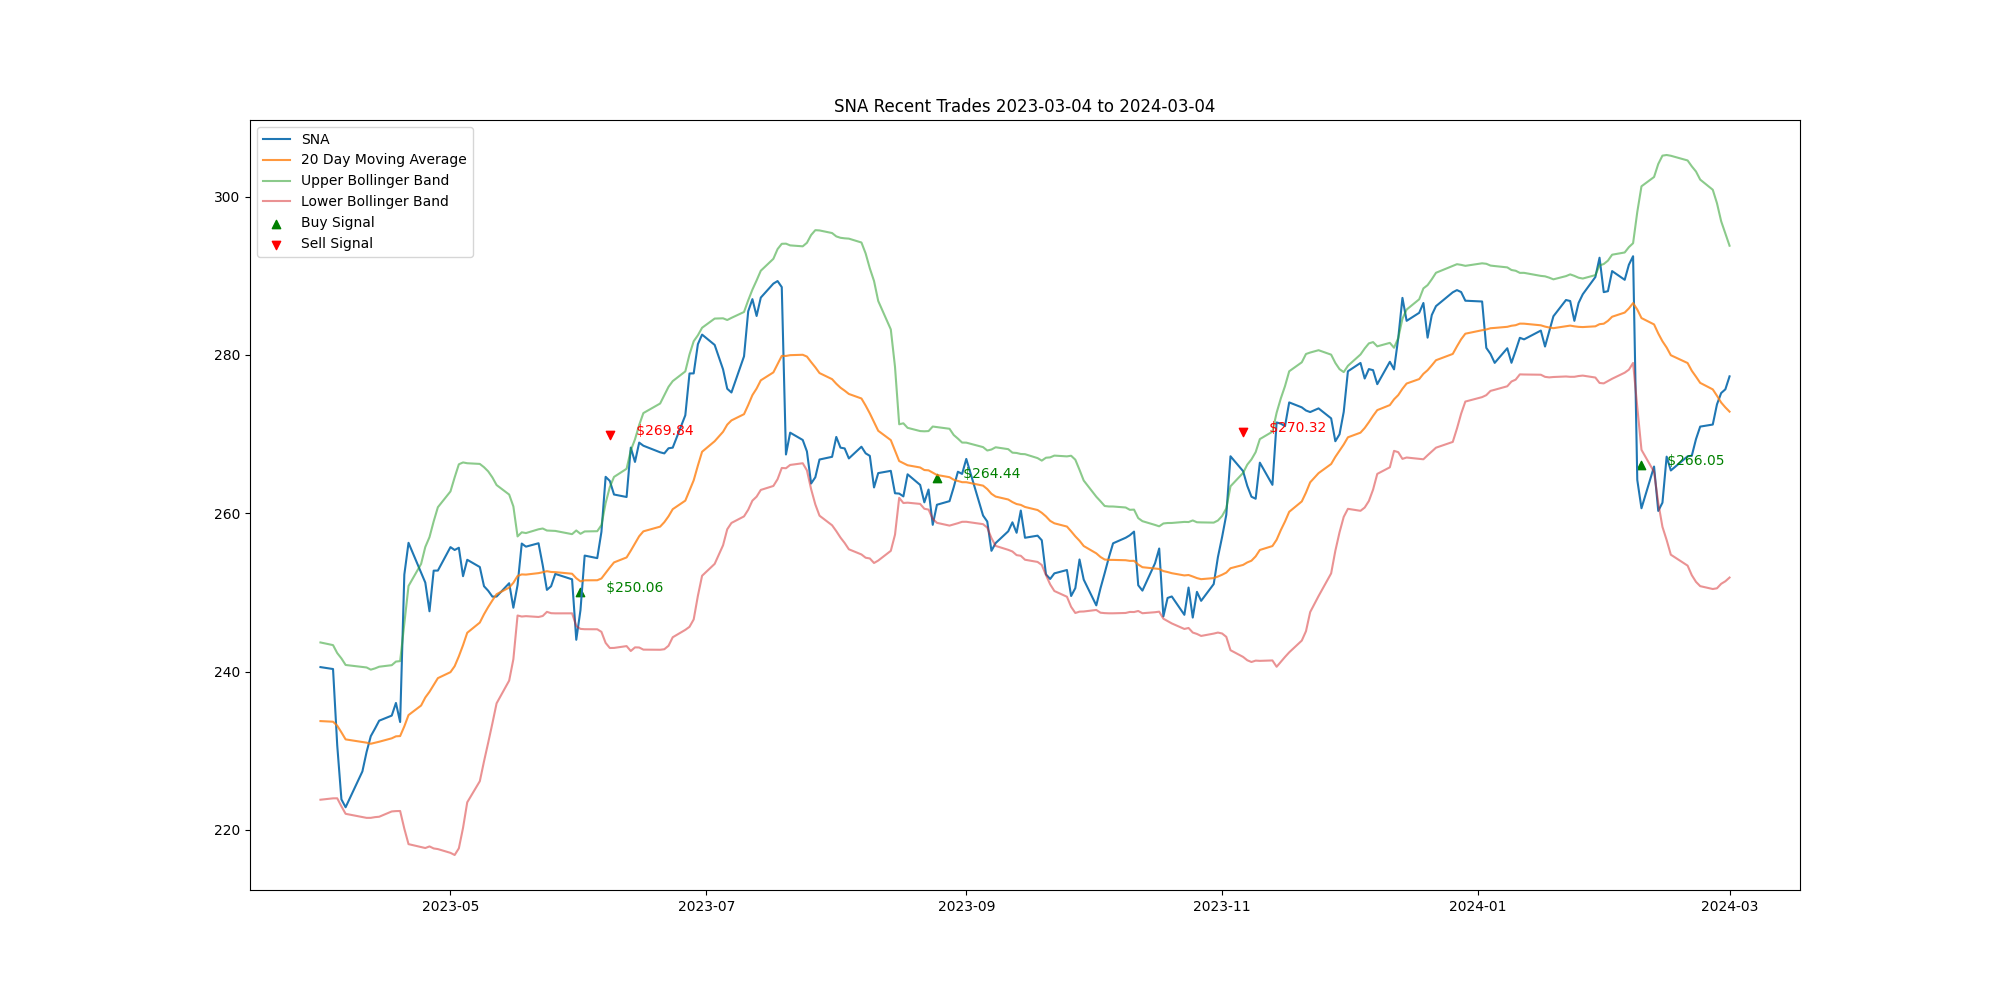 SNA Recent Trades 2023-03-04 to 2024-03-04
SNA
20 Day Moving Average
Upper Bollinger Band
Lower Bollinger Band
Buy Signal
Sell Signal
300
280
260
240
220
$269.84
$250.06
$264.44
$270.32
$266.05
2023-05
2023-07
2023-09
2023-11
2024-01
2024-03